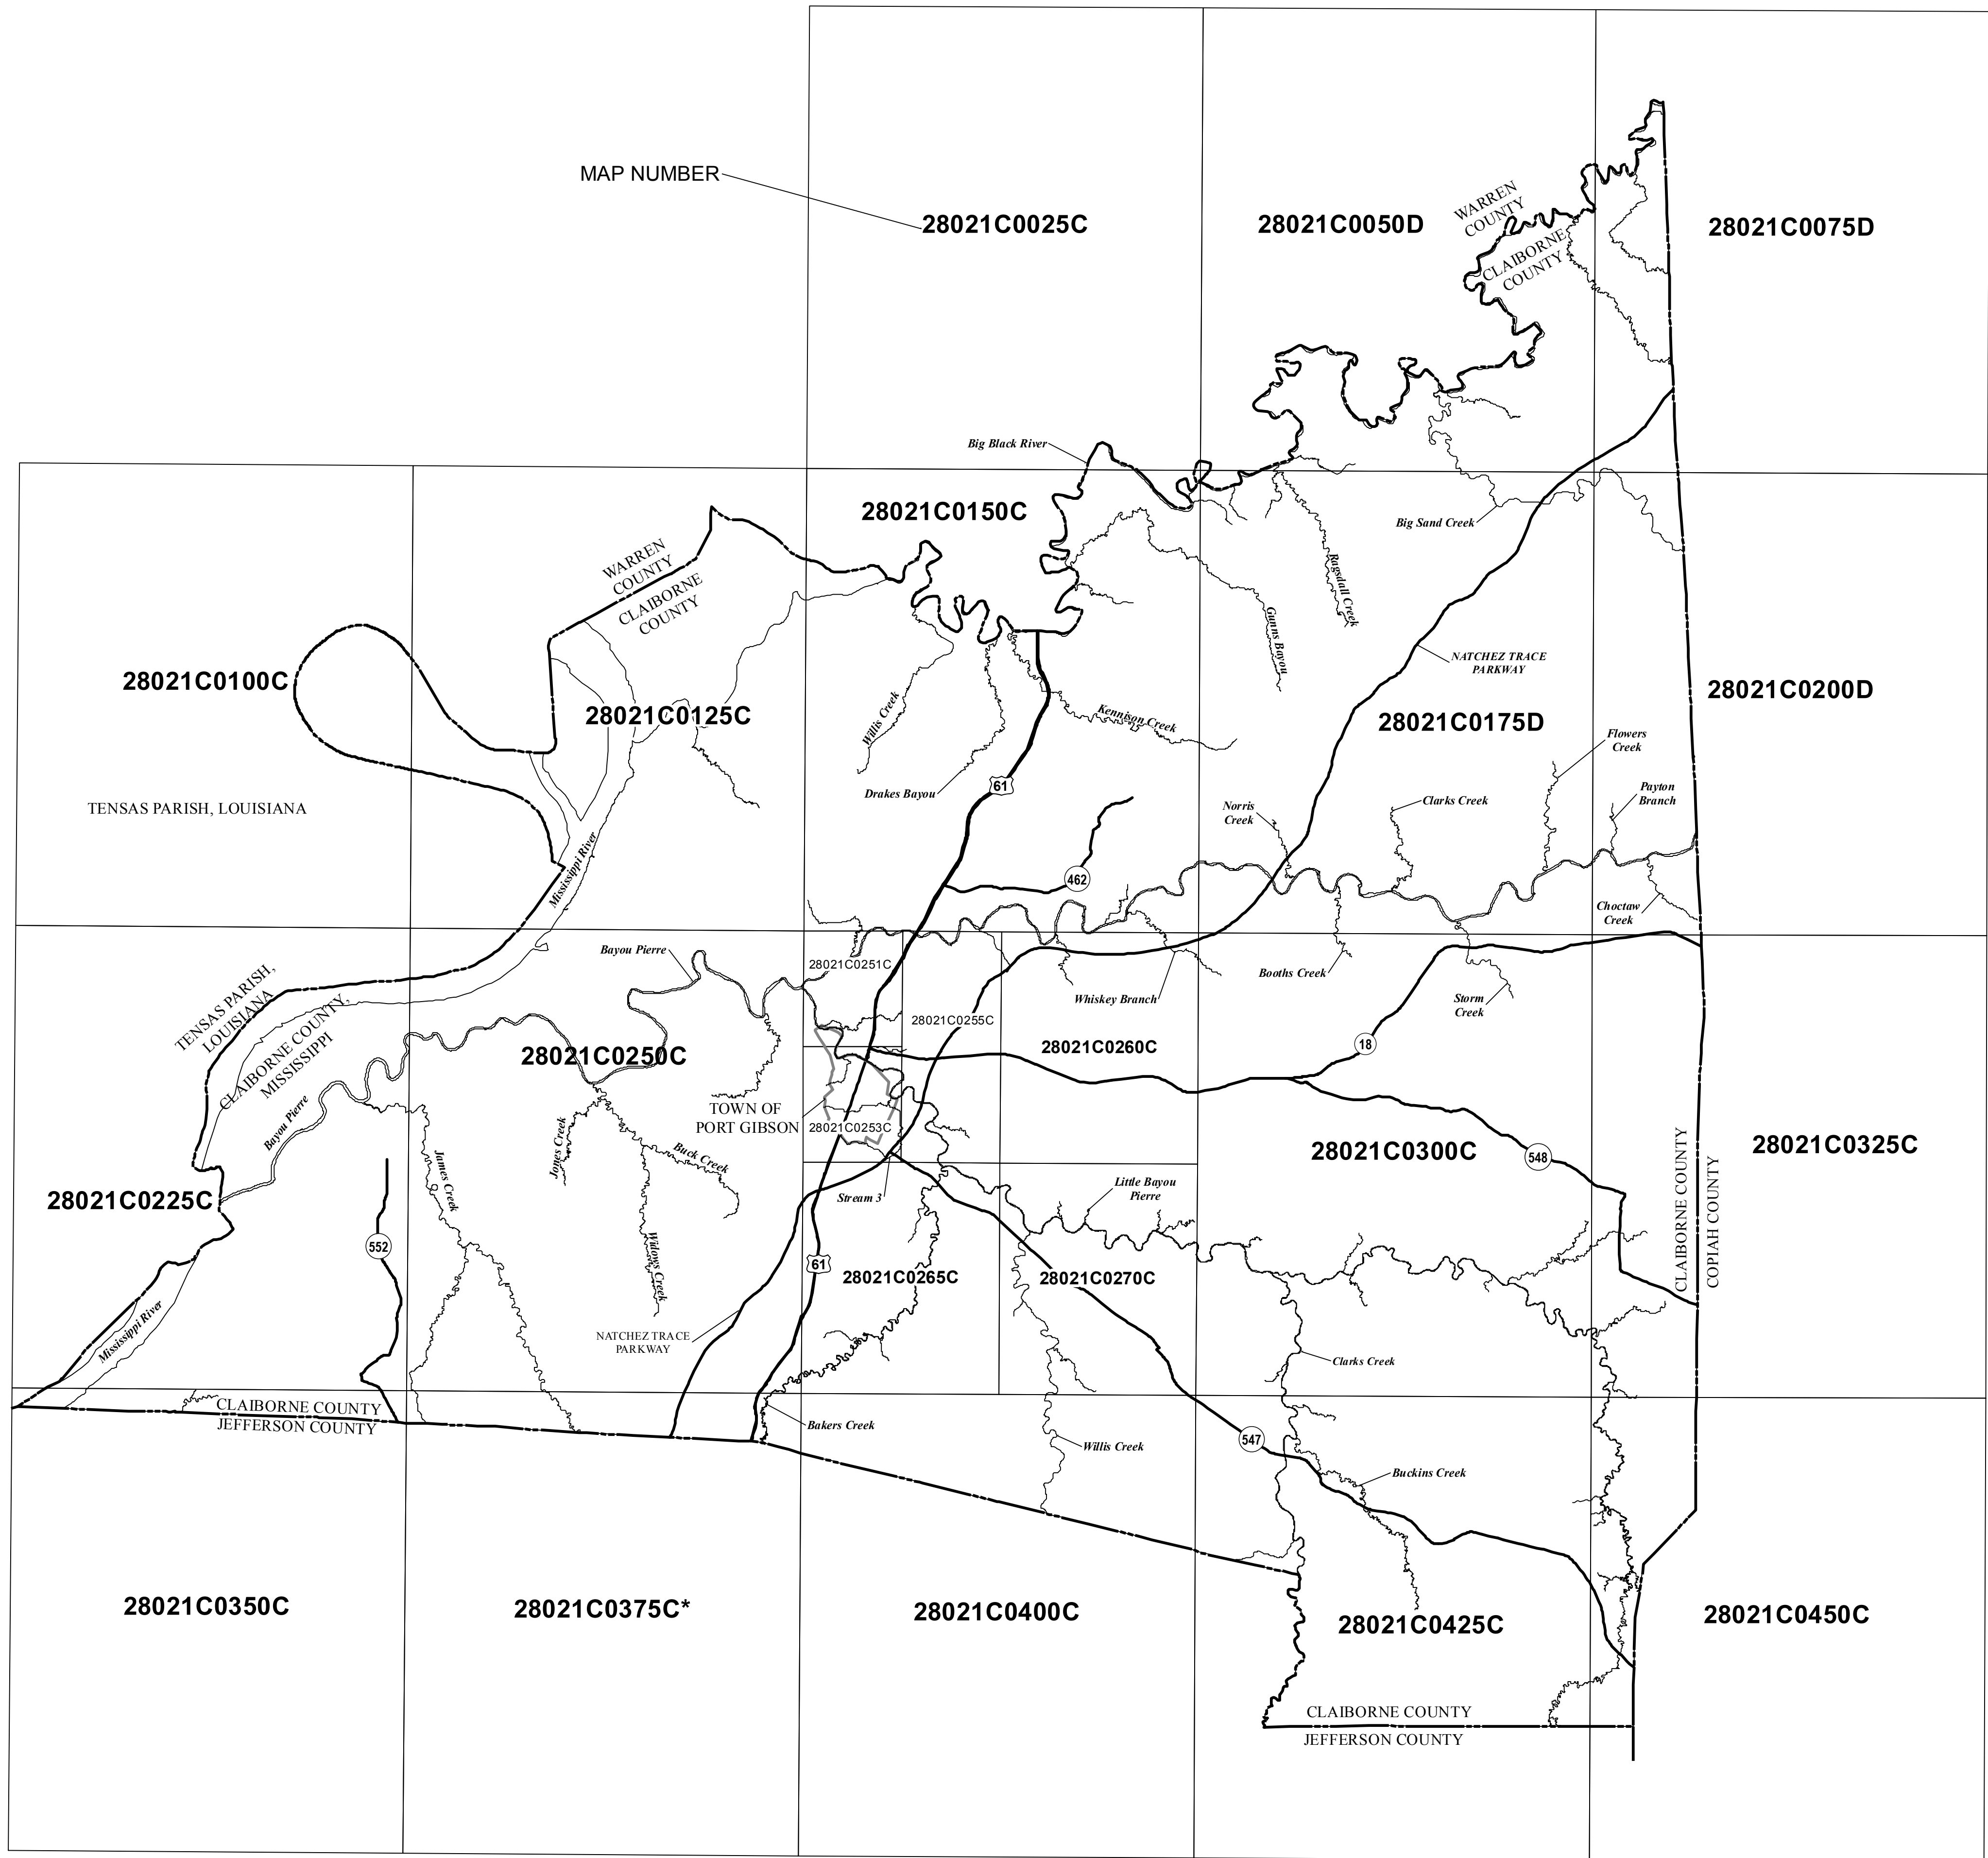 MAP NUMBER
28021C0025C
28021C0050D
28021C0075D
WARREN
COUNTY
CLAIBORNE
COUNTY
Big Black River
28021C0150C
Big Sand Creek
WARREN
COUNTY
CLAIBORNE
COUNTY
Ragsdall Creek
Gunns Bayou
NATCHEZ TRACE
PARKWAY
28021C0100C
28021C0125C
28021C0175D
28021C0200D
Willis Creek
Kennison Creek
Flowers
Creek
61
Drakes Bayou
Payton
Branch
Clarks Creek
Norris
Creek
TENSAS PARISH, LOUISIANA
Mississippi River
462
Choctaw
Creek
Bayou Pierre
28021C0251C
Booths Creek
Whiskey Branch
Storm
Creek
TENSAS PARISH,
LOUISIANA
CLAIBORNE COUNTY,
MISSISSIPPI
28021C0255C
28021C0250C
28021C0260C
18
Bayou Pierre
TOWN OF
PORT GIBSON
28021C0253C
Jones Creek
Buck Creek
James Creek
28021C0300C
548
28021C0325C
CLAIBORNE COUNTY
COPIAH COUNTY
28021C0225C
Stream 3
Little Bayou
Pierre
552
Widows Creek
61
28021C0265C
28021C0270C
Mississippi River
NATCHEZ TRACE
PARKWAY
Clarks Creek
CLAIBORNE COUNTY
JEFFERSON COUNTY
Bakers Creek
Willis Creek
547
Buckins Creek
28021C0350C
28021C0375C*
28021C0400C
28021C0425C
28021C0450C
CLAIBORNE COUNTY
JEFFERSON COUNTY